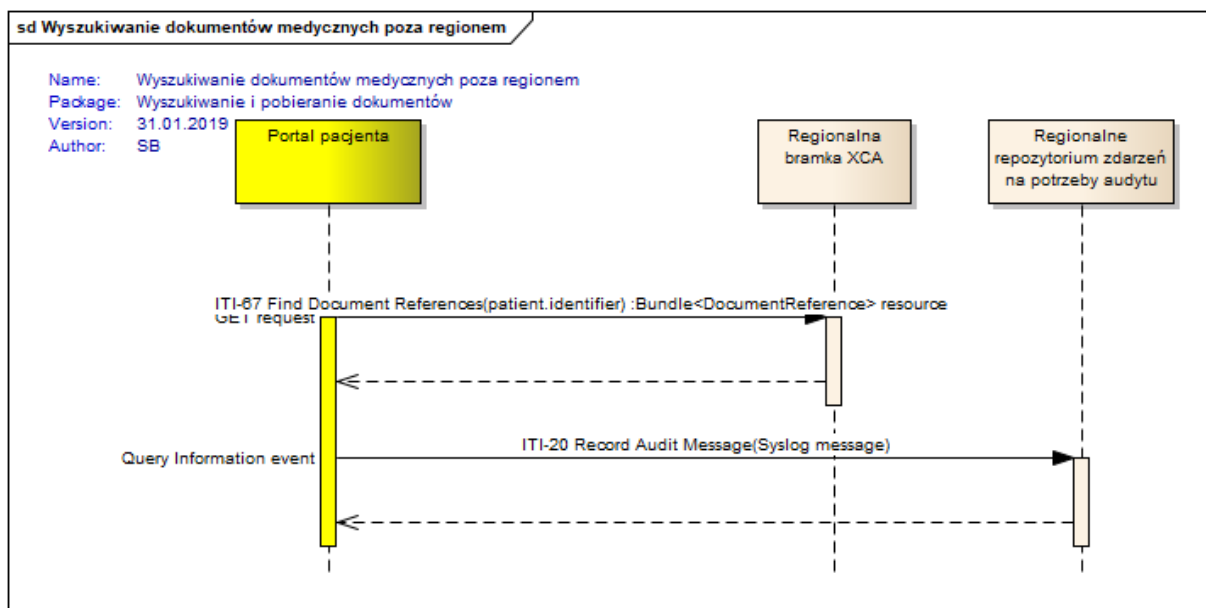 sd Wyszukiwanie dokumentów medycznych poza regionem
Name: Wyszukiwanie dokumentów medycznych poza regionem
Package: Wyszukiwanie i pobieranie dokumentów
Version: 31.01.2019
Author: SB
Portal pacjenta
Regionalna
bramka XCA
Regionalne
repozytorium zdarzeń
na potrzeby audytu
ITI-67 Find Document References(patient.identifier) :Bundle<DocumentReference> resource
GET request
ITI-20 Record Audit Message(Syslog message)
Query Information event